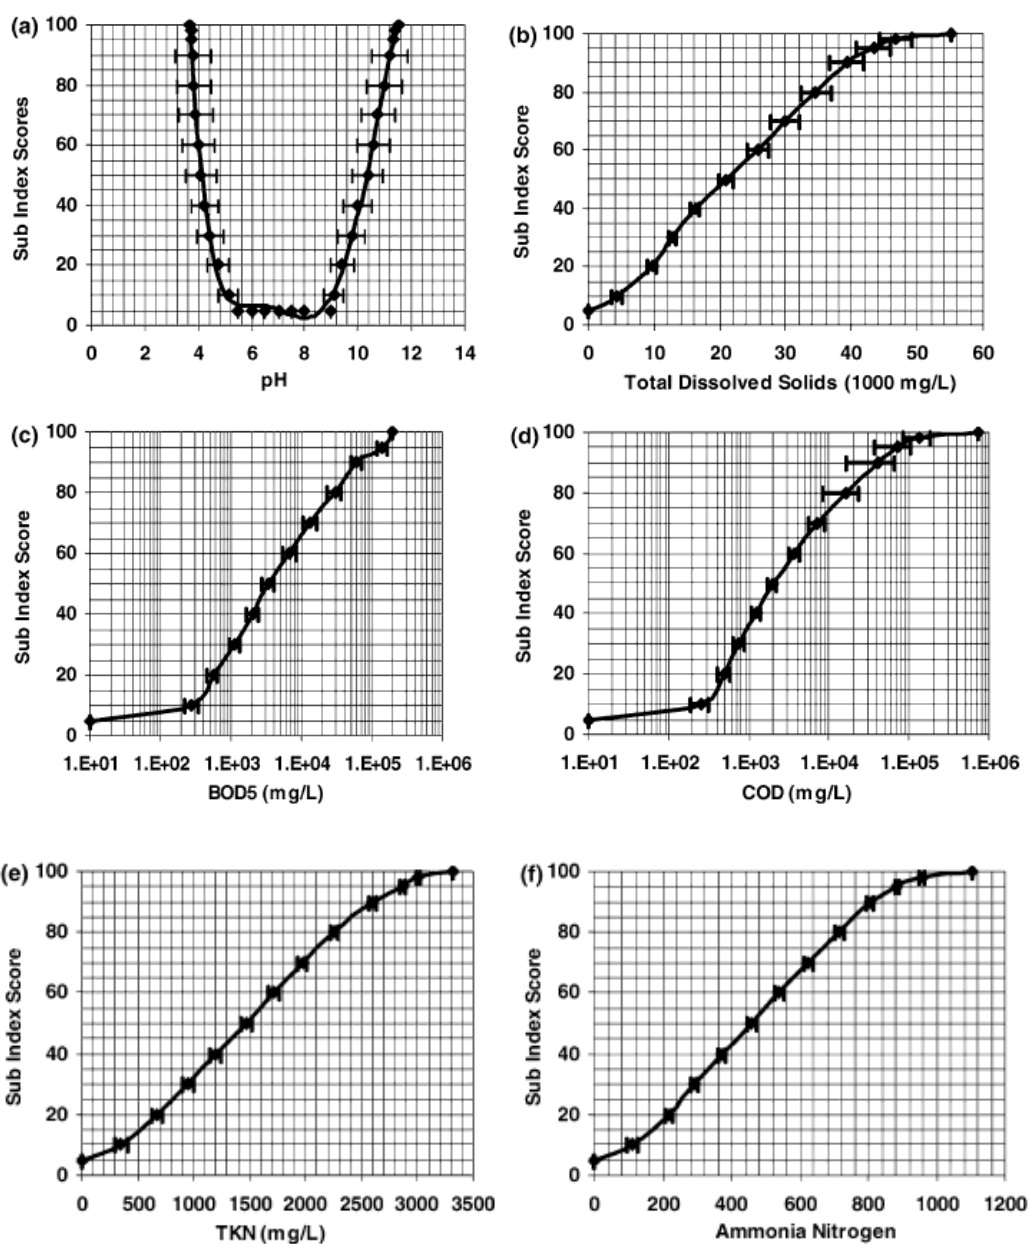 (a)
100
80
60
40
20
0
Sub Index Scores
0 2 4 6 8 10 12 14
pH
(b)
100
80
60
40
20
0
Sub Index Score
0 10 20 30 40 50 60
Total Dissolved Solids (1000 mg/L)
(c)
100
80
60
40
20
0
Sub Index Score
1.E+01 1.E+02 1.E+03 1.E+04 1.E+05 1.E+06
BOD5 (mg/L)
(d)
100
80
60
40
20
0
Sub Index Score
1.E+01 1.E+02 1.E+03 1.E+04 1.E+05 1.E+06
COD (mg/L)
(e)
100
80
60
40
20
0
Sub Index Score
0 500 1000 1500 2000 2500 3000 3500
TKN (mg/L)
(f)
100
80
60
40
20
0
Sub Index Score
0 200 400 600 800 1000 1200
Ammonia Nitrogen